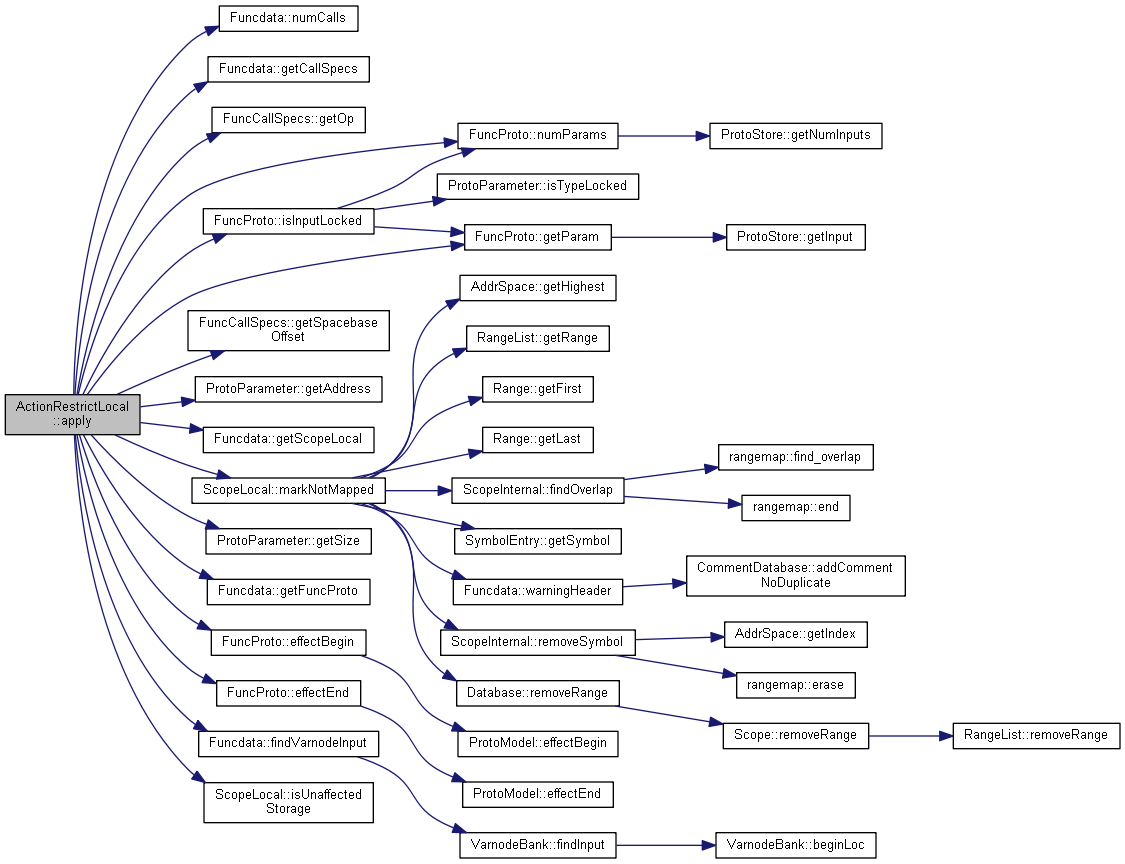 ActionRestrictLocal
::apply
Funcdata::numCalls
Funcdata::getCallSpecs
FuncCallSpecs::getOp
FuncProto::isInputLocked
FuncCallSpecs::getSpacebase
Offset
ProtoParameter::getAddress
Funcdata::getScopeLocal
ScopeLocal::markNotMapped
ProtoParameter::getSize
Funcdata::getFuncProto
FuncProto::effectBegin
FuncProto::effectEnd
Funcdata::findVarnodeInput
ScopeLocal::isUnaffected
Storage
FuncProto::numParams
ProtoParameter::isTypeLocked
FuncProto::getParam
AddrSpace::getHighest
RangeList::getRange
Range::getFirst
Range::getLast
ScopeInternal::findOverlap
SymbolEntry::getSymbol
Funcdata::warningHeader
ScopeInternal::removeSymbol
Database::removeRange
ProtoModel::effectBegin
ProtoModel::effectEnd
VarnodeBank::findInput
ProtoStore::getNumInputs
ProtoStore::getInput
rangemap::find_overlap
rangemap::end
CommentDatabase::addComment
NoDuplicate
AddrSpace::getIndex
rangemap::erase
Scope::removeRange
VarnodeBank::beginLoc
RangeList::removeRange